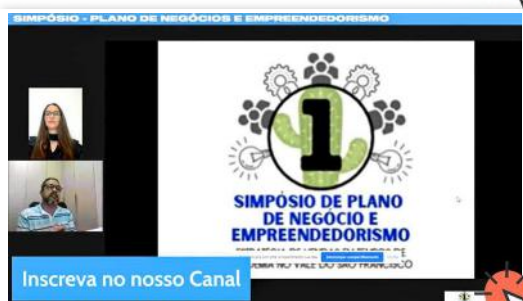 SIMPÓSIO - PLANO DE NEGÓCIOS E EMPREENDEDORISMO
1
SIMPÓSIO DE PLANO
DE NEGÓCIO E
EMPREENDEDORISMO
DE
NO VALE DO SÃO FRANCISCO
Inscreva no nosso Canal